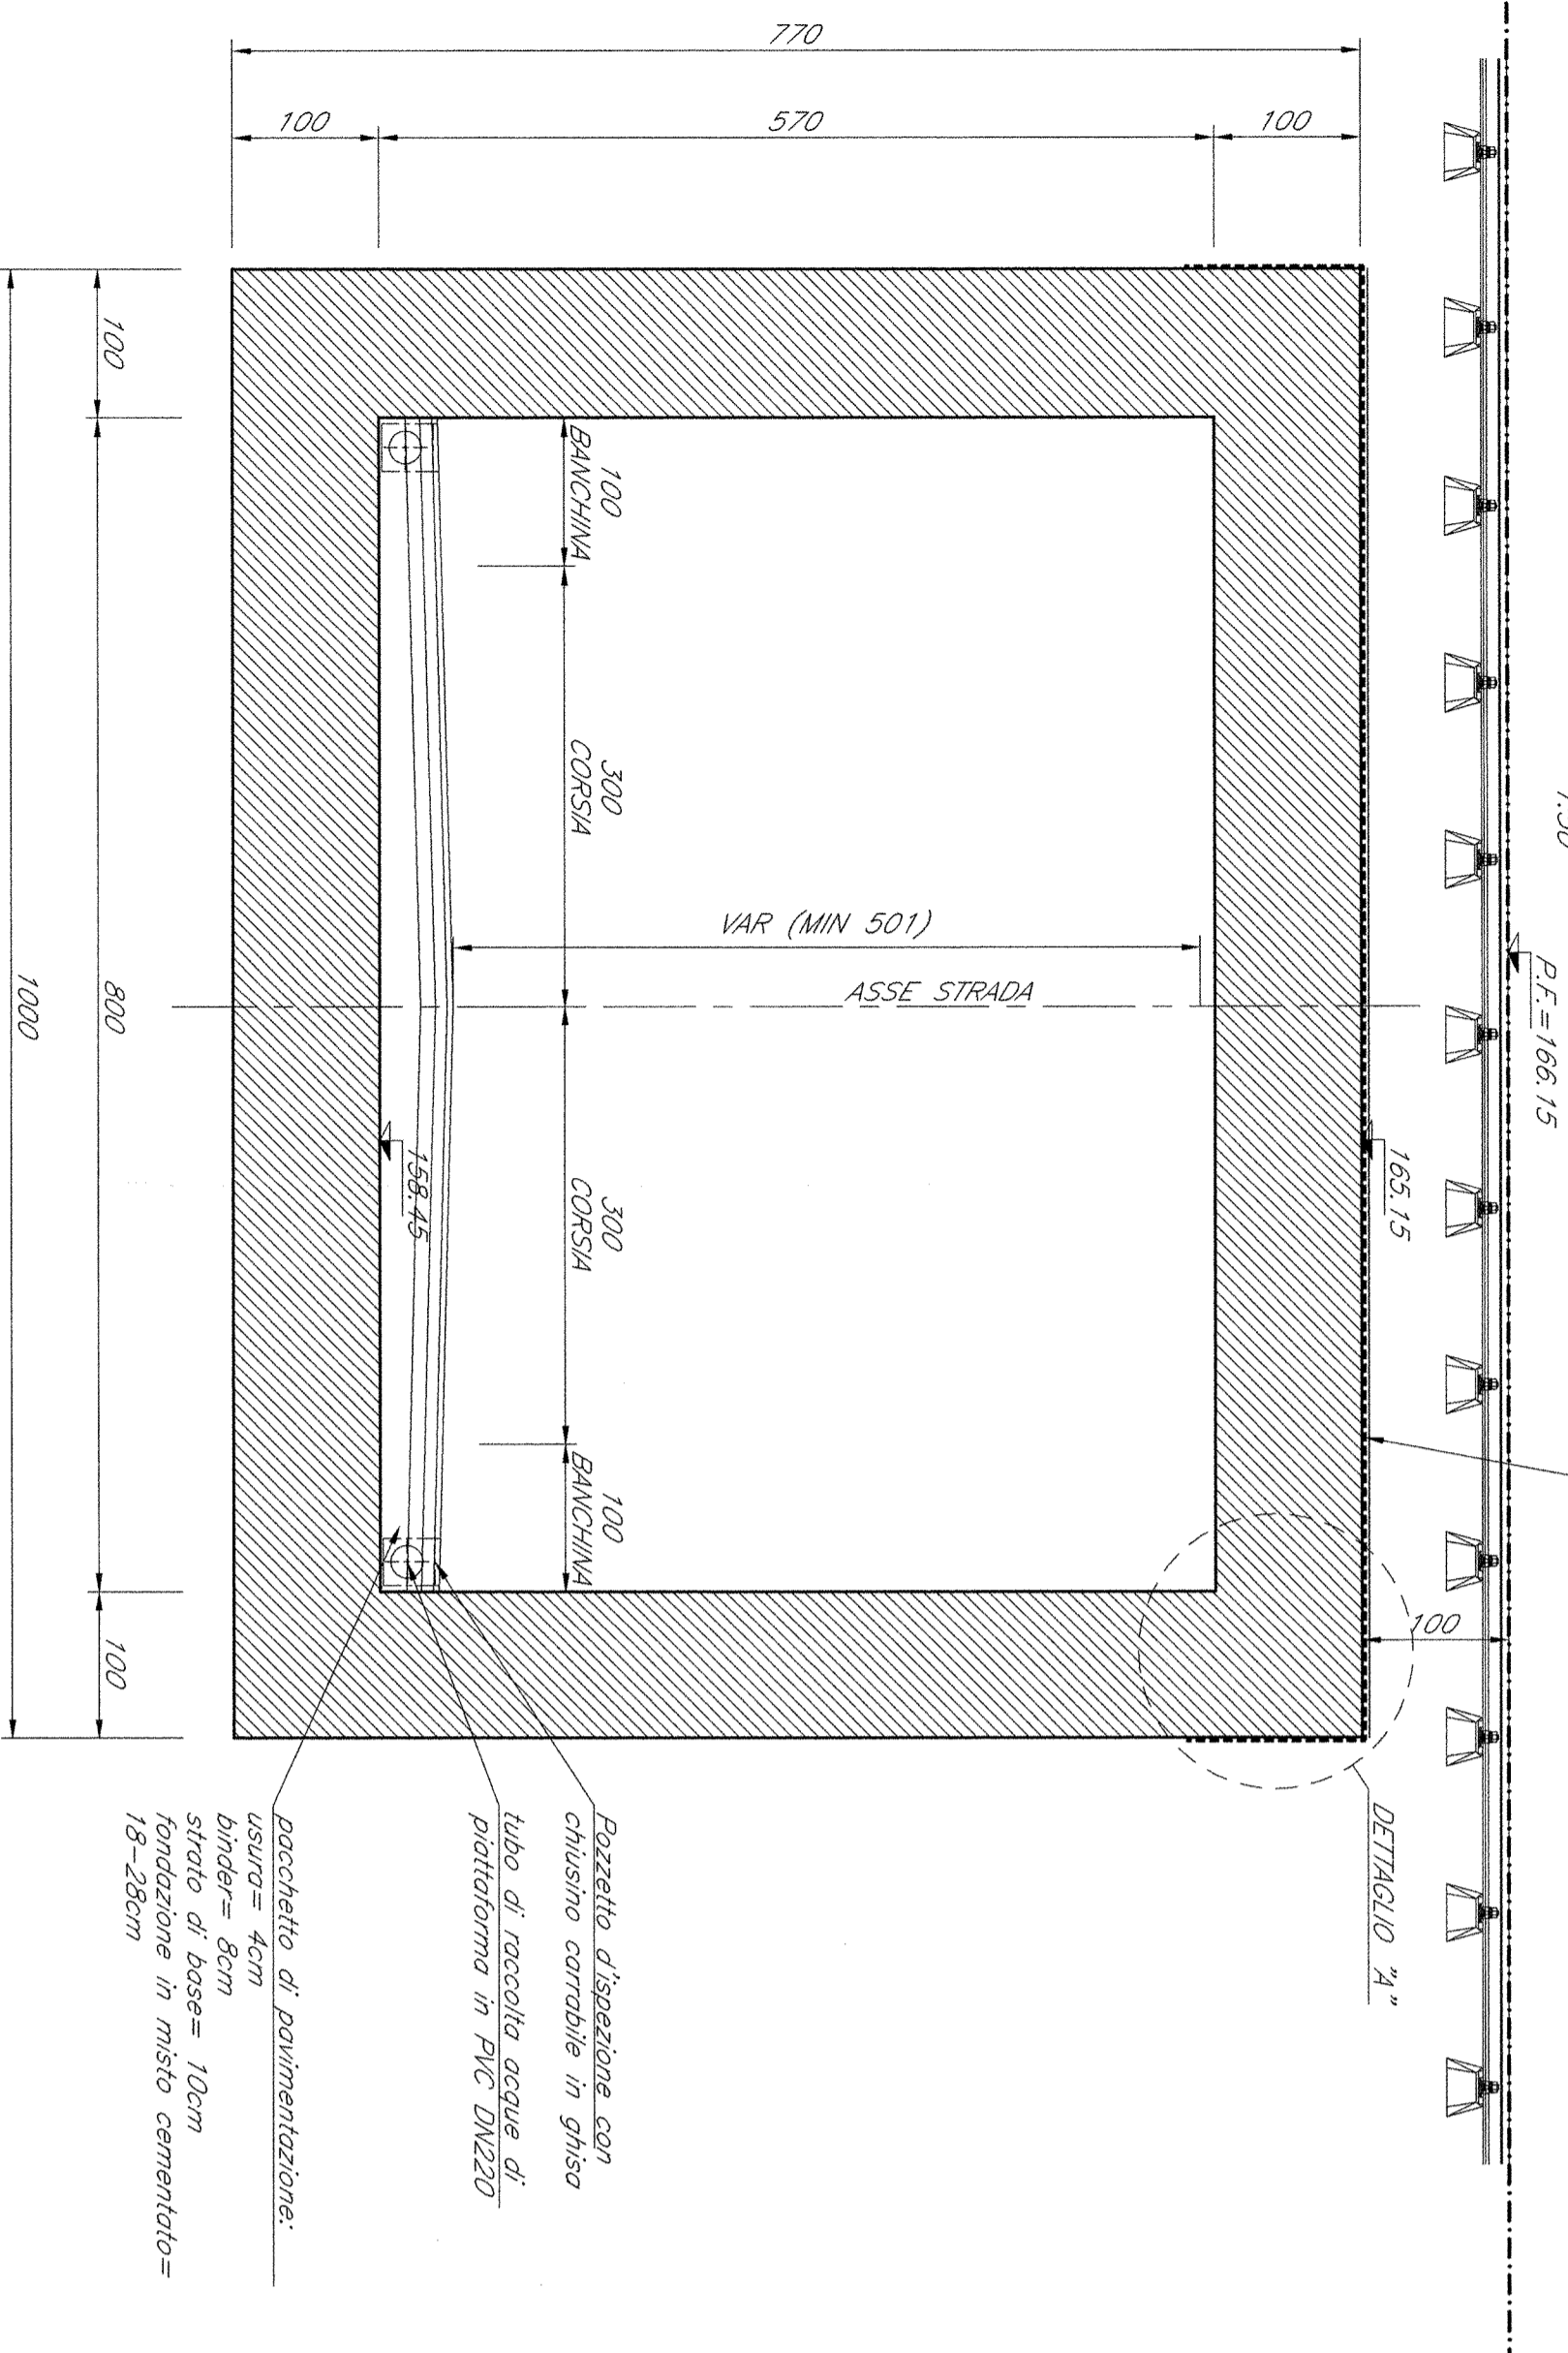 P.F.=166.15
165.15
100
DETTAGLIO "A"
770
100
570
100
VAR (MIN 501)
ASSE STRADA
100
BANCHINA
300
CORSIA
300
CORSIA
100
BANCHINA
158.45
100
800
100
1000
Pozzetto d'ispezione con
chiusino carrabile in ghisa
tubo di raccolta acque di
piattaforma in PVC DN220
pacchetto di pavimentazione:
usura= 4cm
binder= 8cm
strato di base= 10cm
fondazione in misto cementato=
18-28cm